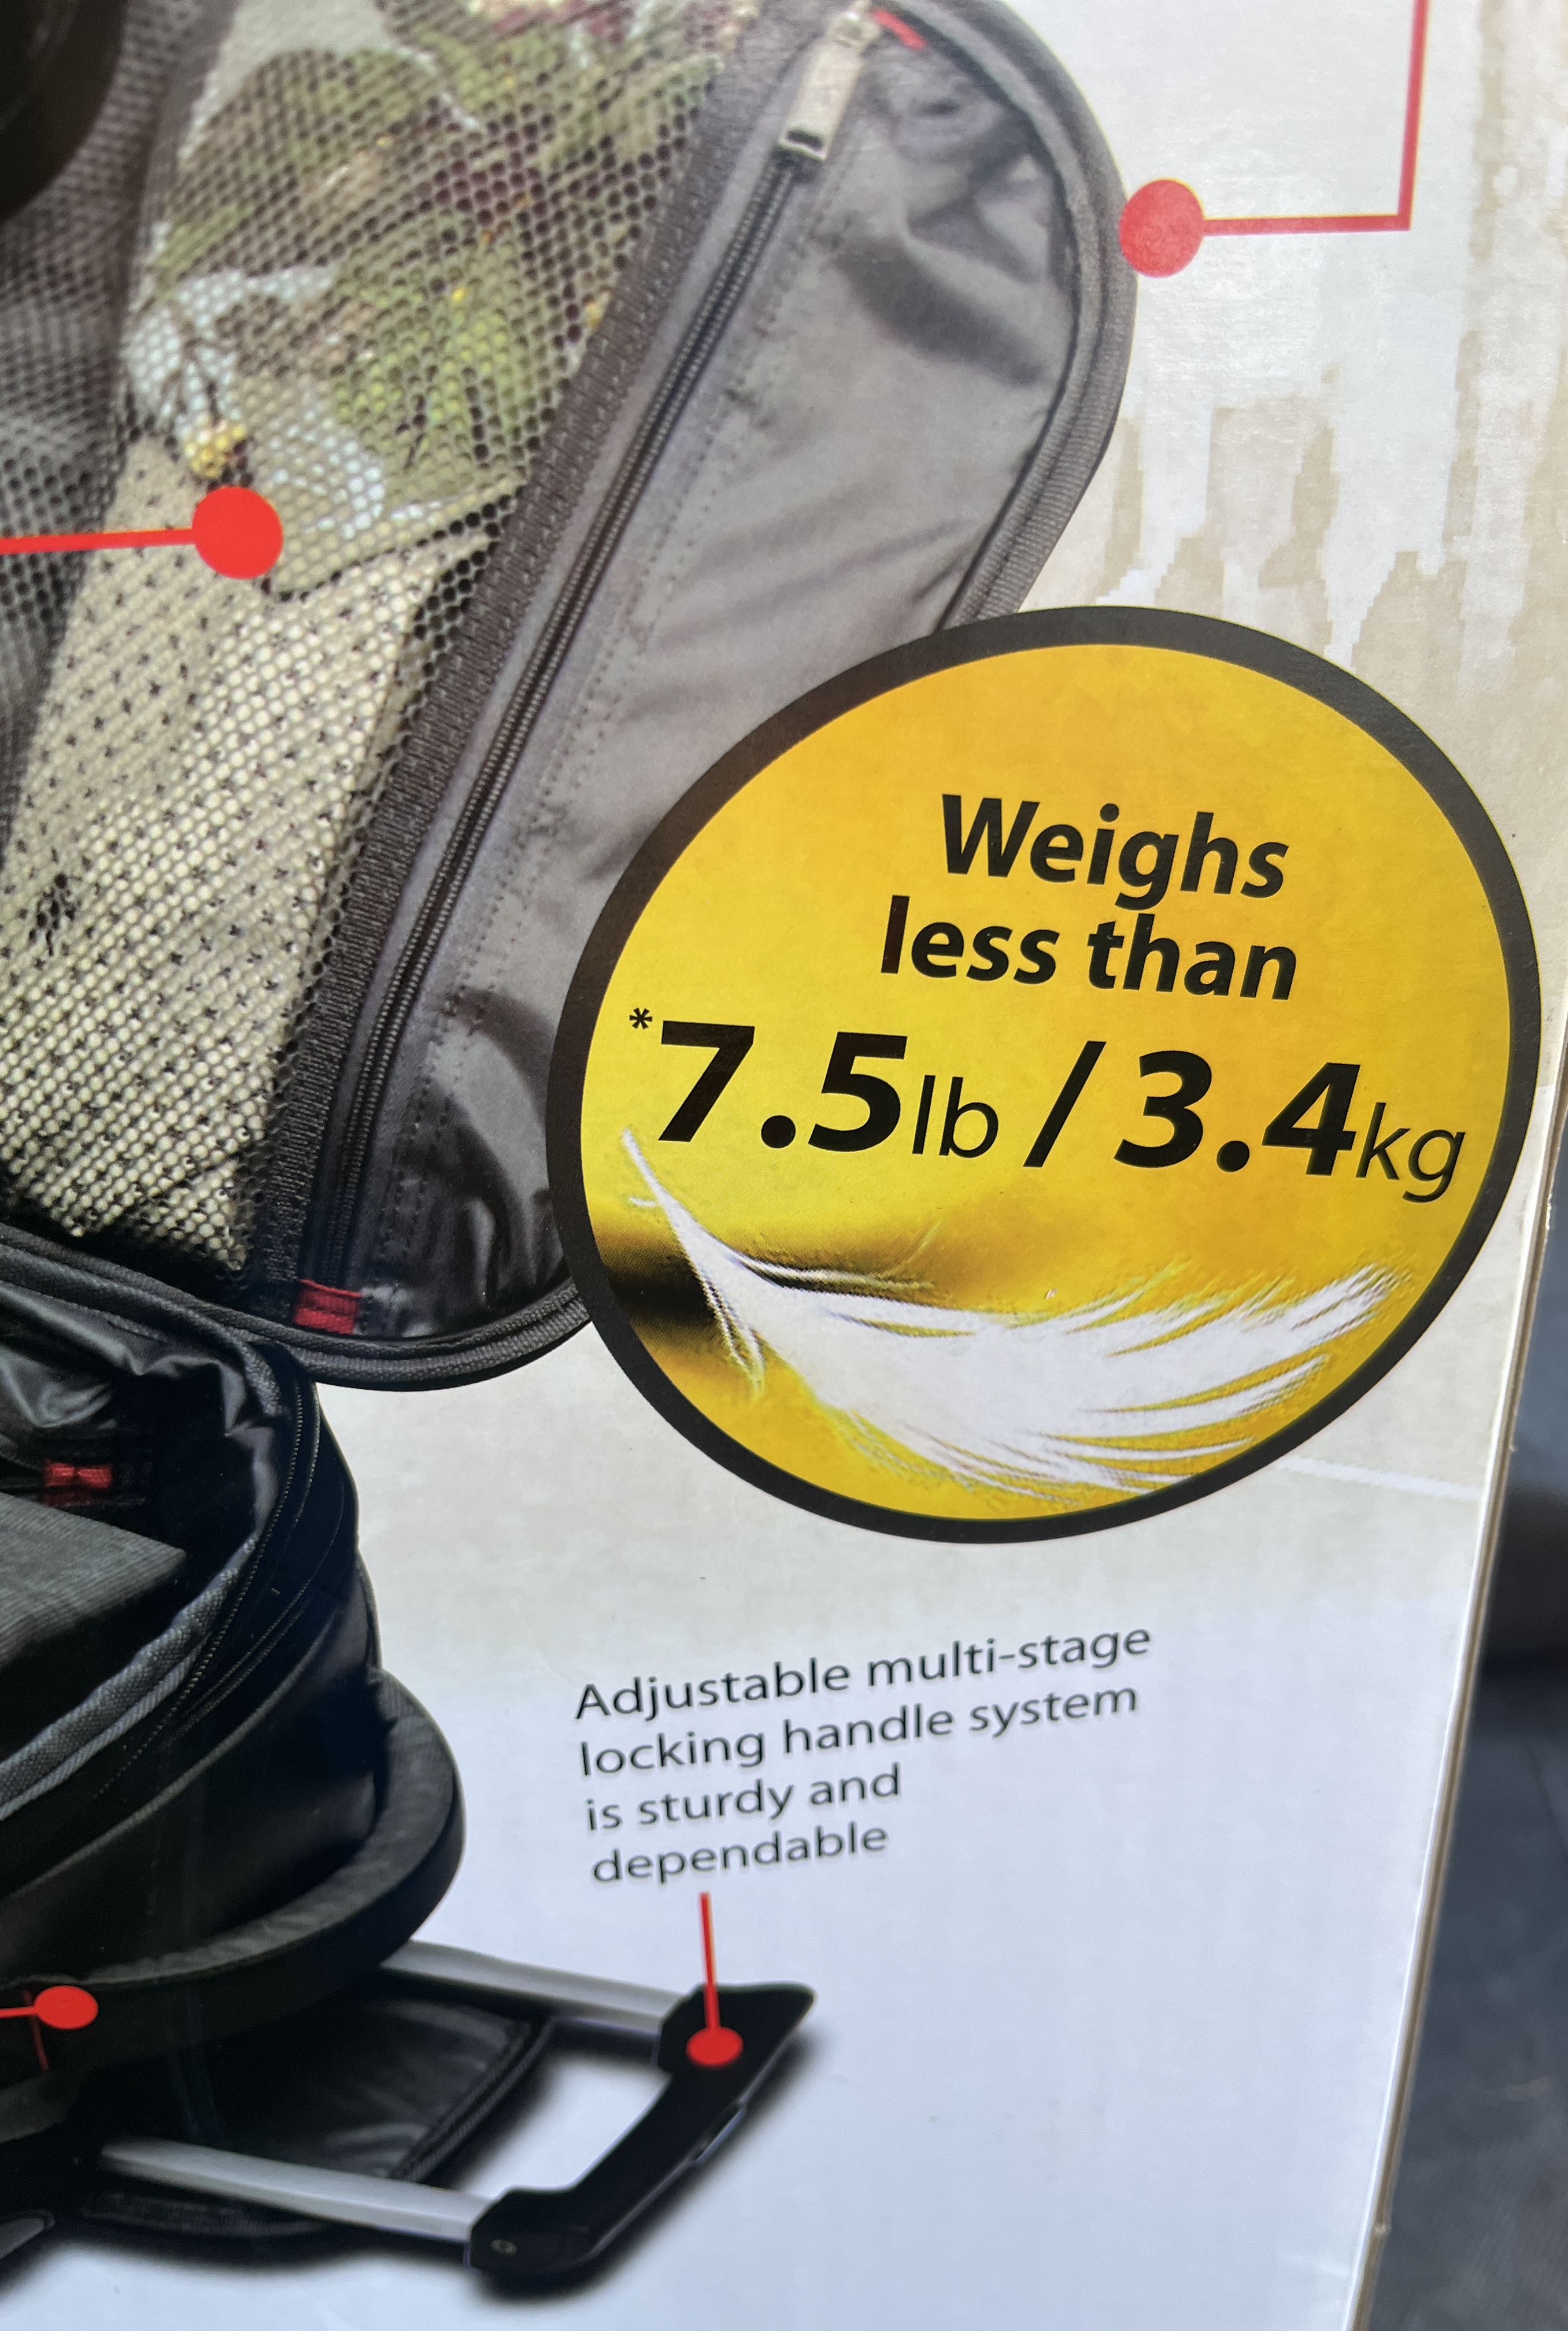 Weighs
less than
*7.5lb / 3.4kg
Adjustable multi-stage
locking handle system
is sturdy and
dependable